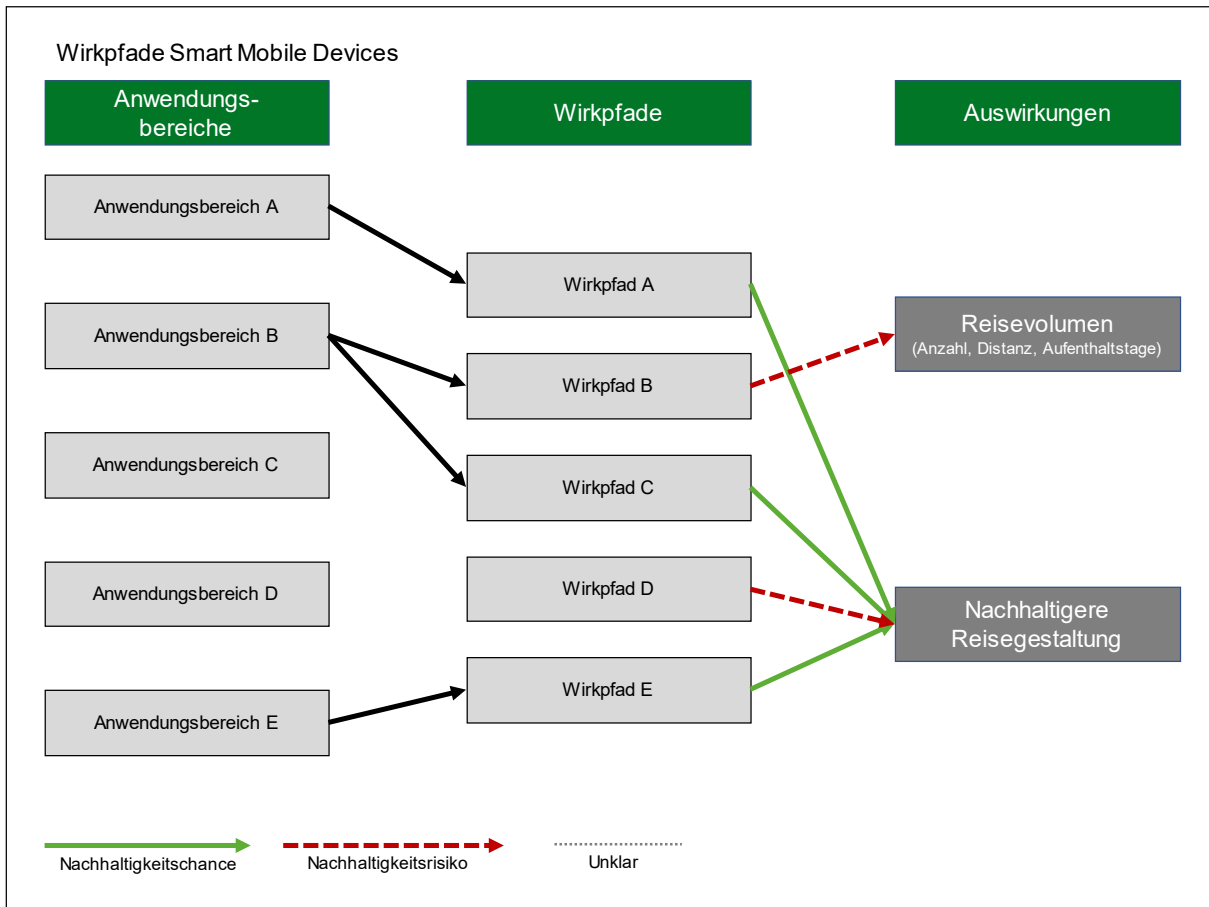 Wirkpfade Smart Mobile Devices
Anwendungs-
bereiche
Wirkpfade
Auswirkungen
Anwendungsbereich A
Anwendungsbereich B
Anwendungsbereich C
Anwendungsbereich D
Anwendungsbereich E
Wirkpfad A
Wirkpfad B
Wirkpfad C
Wirkpfad D
Wirkpfad E
Reisevolumen
(Anzahl, Distanz, Aufenthaltstage)
Nachhaltigere
Reisegestaltung
Nachhaltigkeitschance
Nachhaltigkeitsrisiko
Unklar